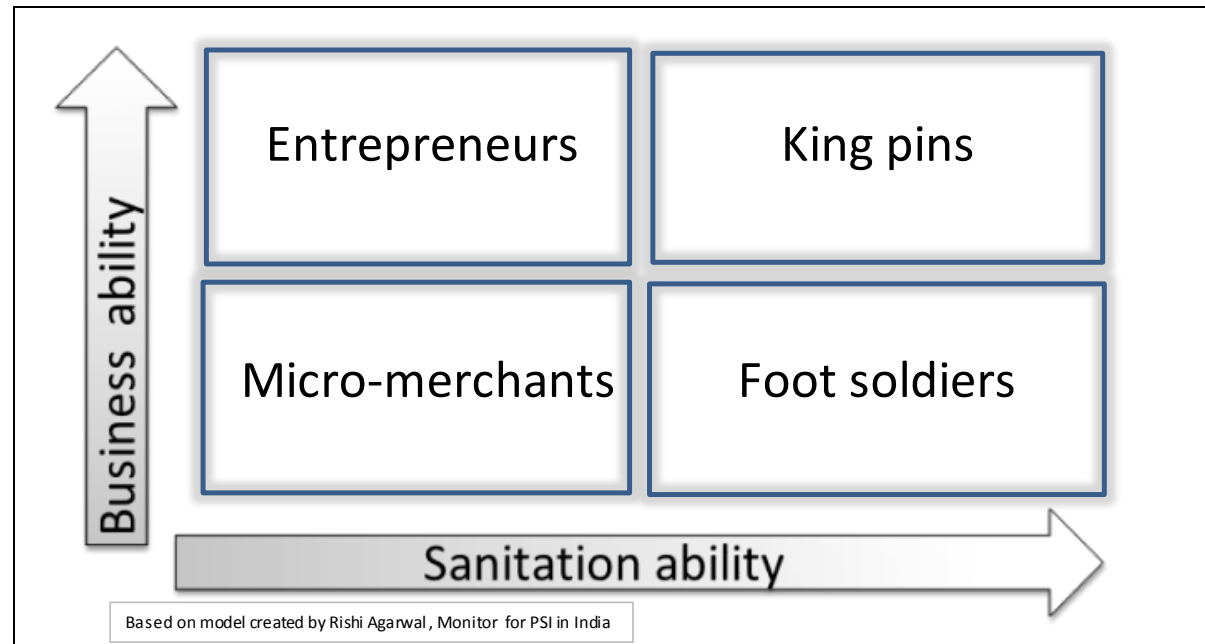 Entrepreneurs
King pins
Business ability
Micro-merchants
Foot soldiers
Sanitation ability
Based on model created by Rishi Agarwal, Monitor for PSI in India